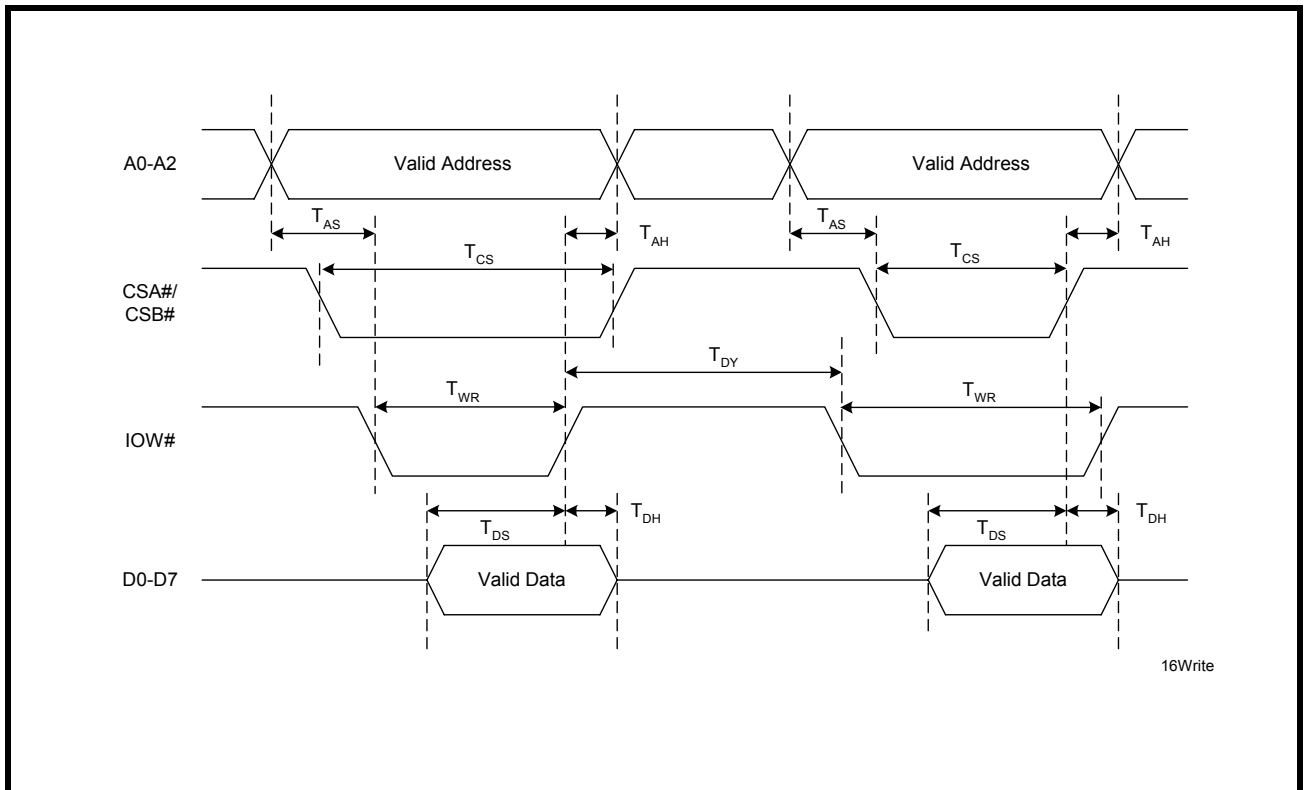 A0-A2
Valid Address
Valid Address
TAS
TAH
TAS
TAH
TCS
TCS
CSA#/
CSB#
TDY
TWR
TWR
IOW#
TDS
TDH
TDS
TDH
D0-D7
Valid Data
Valid Data
16Write